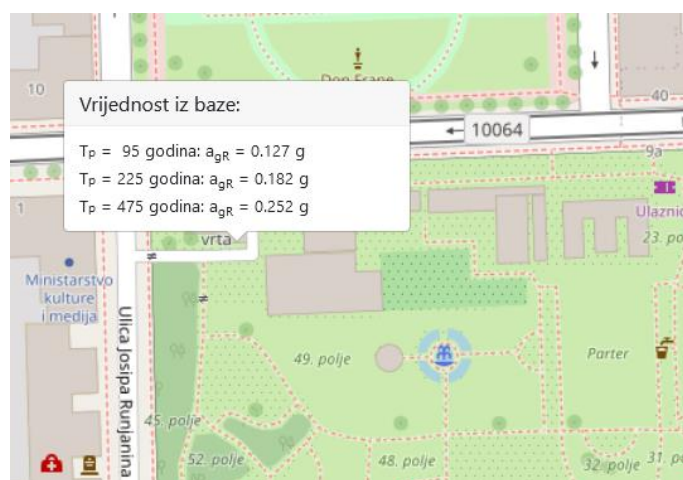 Don Frane
10
Vrijednost iz baze:
40
← 10064
Tp = 95 godina: agR = 0.127 g
9a
Tp = 225 godina: agR = 0.182 g
Tp = 475 godina: agR = 0.252 g
1
Ulaznic
vrta
23. po
Ministarstvo
kulture
i medija
Ulica Josipa Runjanina
49. polje
Parter
45. polje
52. polje
48. polje
32. polje
31. p